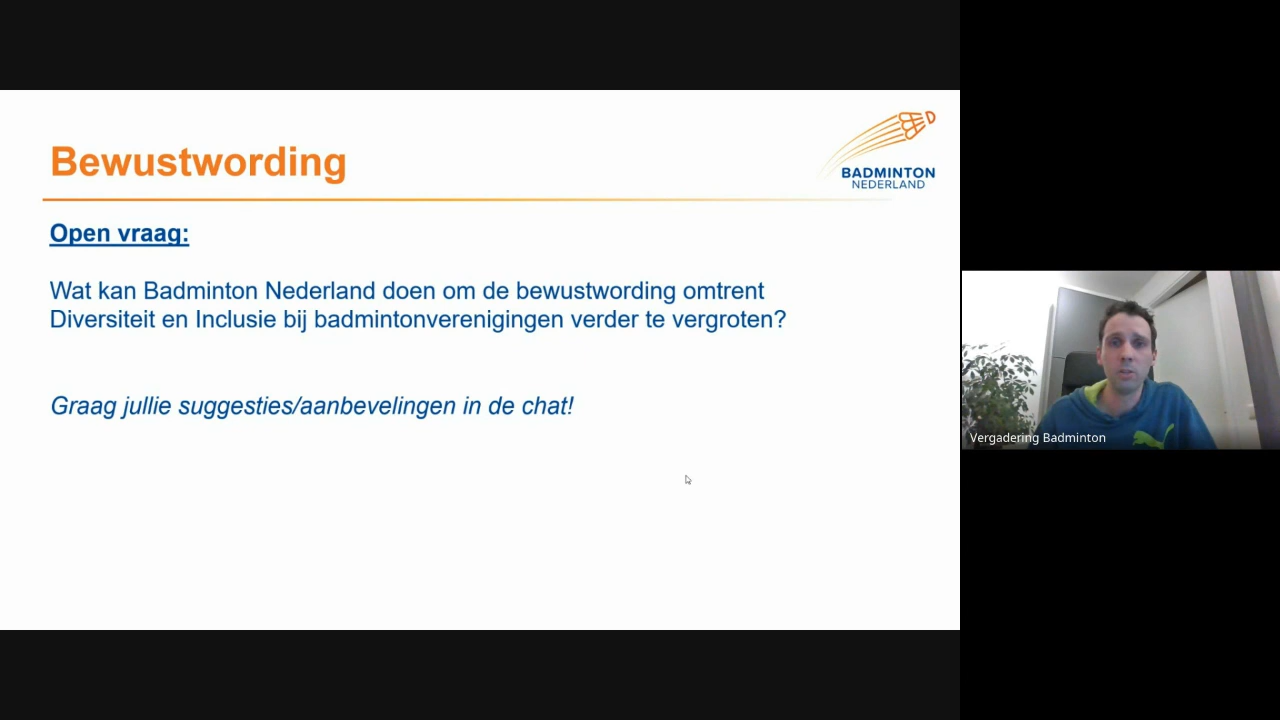 Bewustwording
BADMINTON
NEDERLAND
Open vraag:
Wat kan Badminton Nederland doen om de bewustwording omtrent
Diversiteit en Inclusie bij badmintonverenigingen verder te vergroten?
Graag jullie suggesties/aanbevelingen in de chat!
Vergadering Badminton